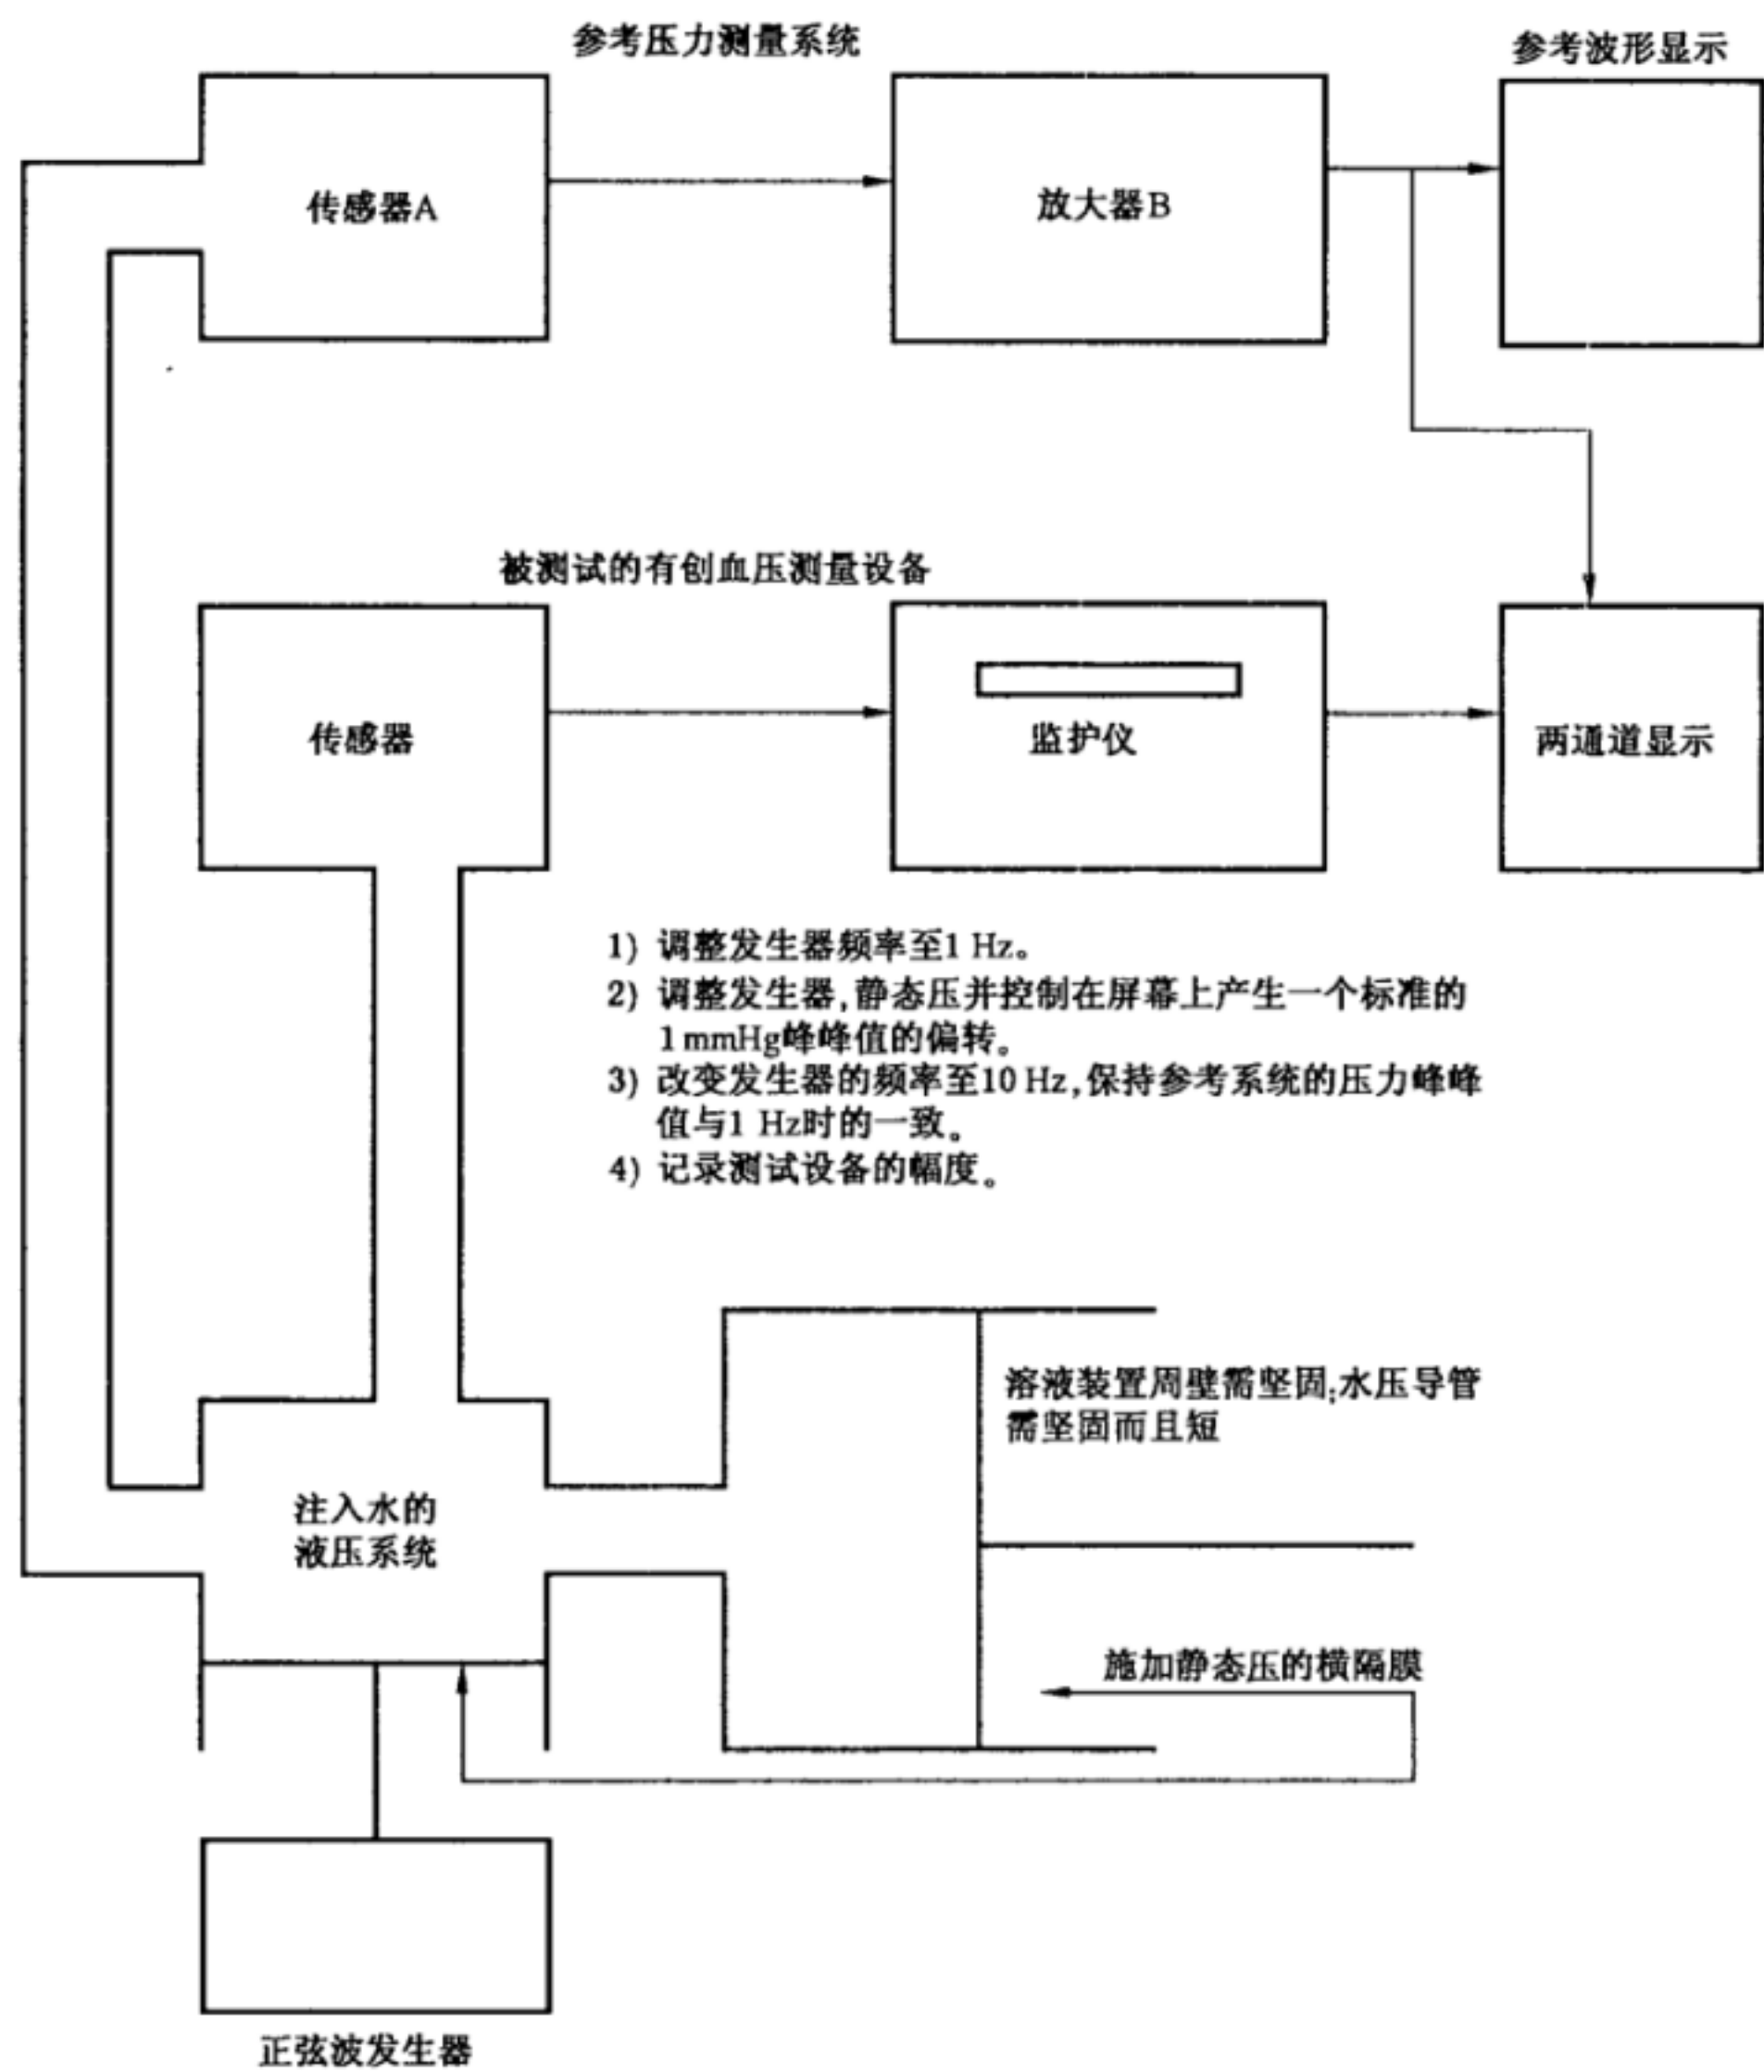 参考压力测量系统
参考波形显示
传感器A
放大器B
被测试的有创血压测量设备
传感器
监护仪
两通道显示
1) 调整发生器频率至1 Hz。
2) 调整发生器,静态压并控制在屏幕上产生一个标准的
1 mmHg峰峰值的偏转。
3) 改变发生器的频率至10 Hz,保持参考系统的压力峰峰
值与1 Hz时的一致。
4) 记录测试设备的幅度。
溶液装置周壁需坚固;水压导管
需坚固而且短
注入水的
液压系统
施加静态压的横隔膜
正弦波发生器